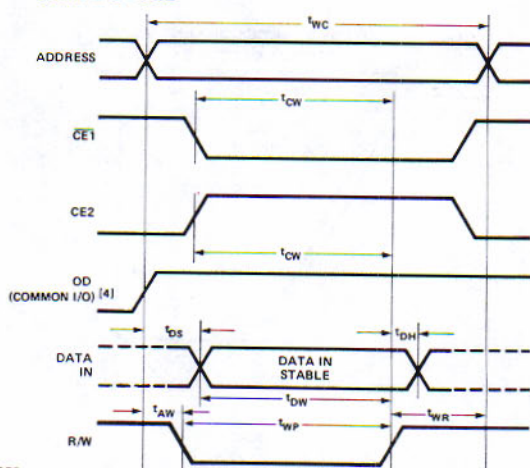 tWC
ADDRESS
tCW
CE1
CE2
tCW
OD
(COMMON I/O) [4]
tDS
tDH
DATA
IN
DATA IN
STABLE
tDW
tAW
tWP
tWR
R/W